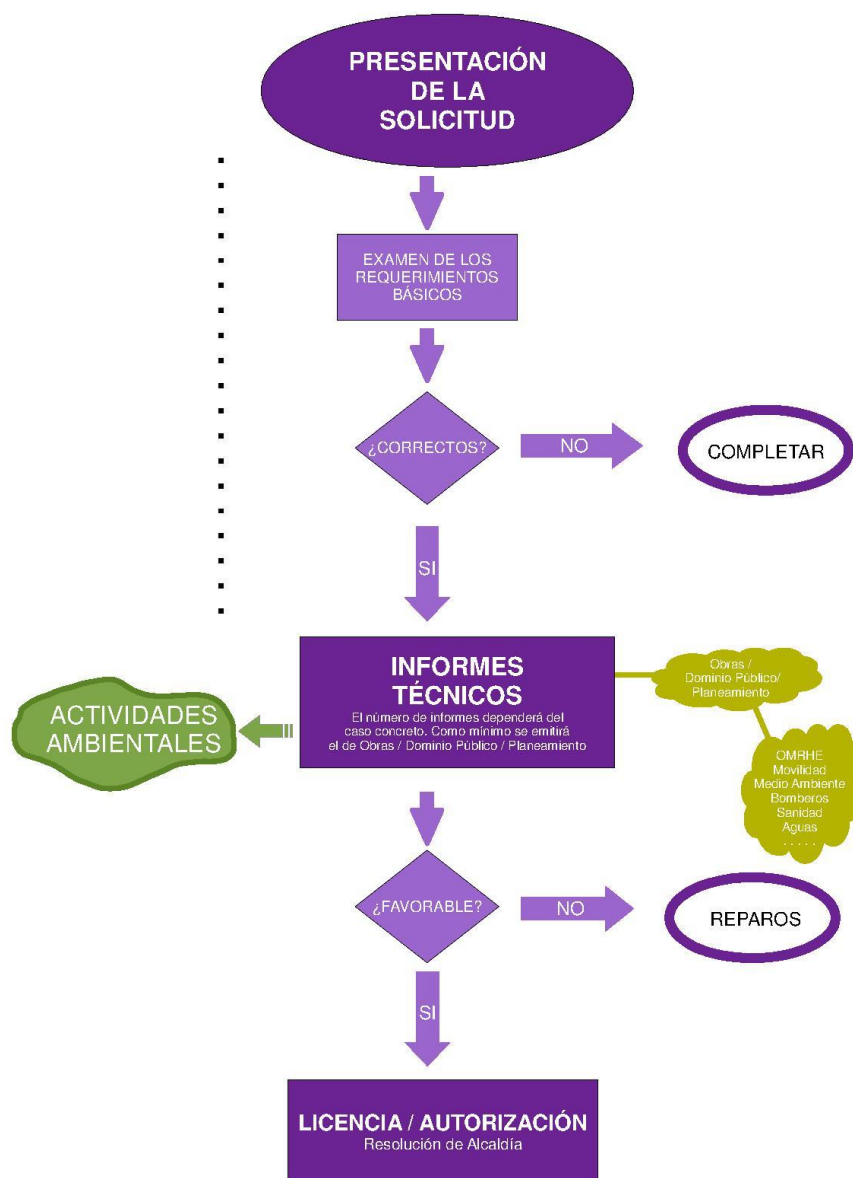 PRESENTACIÓN
DE LA
SOLICITUD
EXAMEN DE LOS
REQUERIMIENTOS
BÁSICOS
¿CORRECTOS?
NO
COMPLETAR
SI
INFORMES
TÉCNICOS
El número de informes dependerá del
caso concreto. Como mínimo se emitirá
el de Obras / Dominio Público / Planeamiento
Obras /
Dominio Público/
Planeamiento
ACTIVIDADES
AMBIENTALES
OMRHE
Movilidad
Medio Ambiente
Bomberos
Sanidad
Aguas
. . . . .
¿FAVORABLE?
NO
REPAROS
SI
LICENCIA / AUTORIZACIÓN
Resolución de Alcaldía